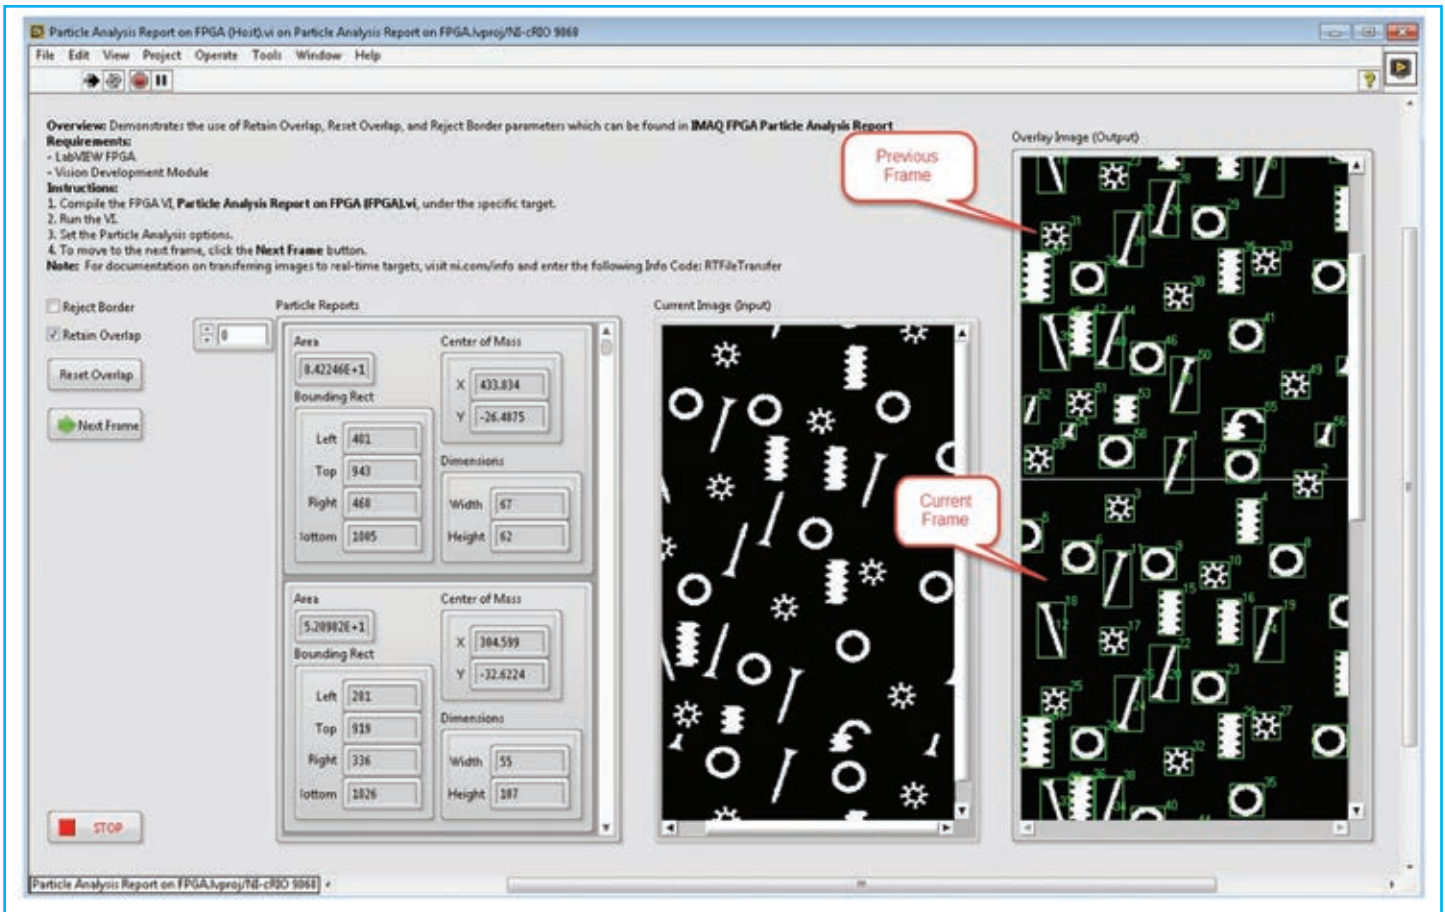 Particle Analysis Report on FPGA (Host).vi on Particle Analysis Report on FPGA.lvproj/NI-cRIO 9068
File Edit View Project Operate Tools Window Help
Overview: Demonstrates the use of Retain Overlap, Reset Overlap, and Reject Border parameters which can be found in IMAQ FPGA Particle Analysis Report
Requirements:
- LabVIEW FPGA
- Vision Development Module
Instructions:
1. Compile the FPGA VI, Particle Analysis Report on FPGA (FPGA).vi, under the specific target.
2. Run the VI.
3. Set the Particle Analysis options.
4. To move to the next frame, click the Next Frame button.
Note: For documentation on transferring images to real-time targets, visit ni.com/info and enter the following Info Code: RTFileTransfer
Reject Border
Retain Overlap
Reset Overlap
Next Frame
STOP
0
Particle Reports
Area
8.42246E+1
Center of Mass
X 433.834
Y -26.4875
Bounding Rect
Left 401
Top 943
Right 468
lottom 1005
Dimensions
Width 67
Height 62
Area
5.20902E+1
Center of Mass
X 304.599
Y -32.6224
Bounding Rect
Left 281
Top 919
Right 336
lottom 1026
Dimensions
Width 55
Height 107
Current Image (Input)
Previous
Frame
Current
Frame
Overlay Image (Output)
Particle Analysis Report on FPGA.lvproj/NI-cRIO 9068